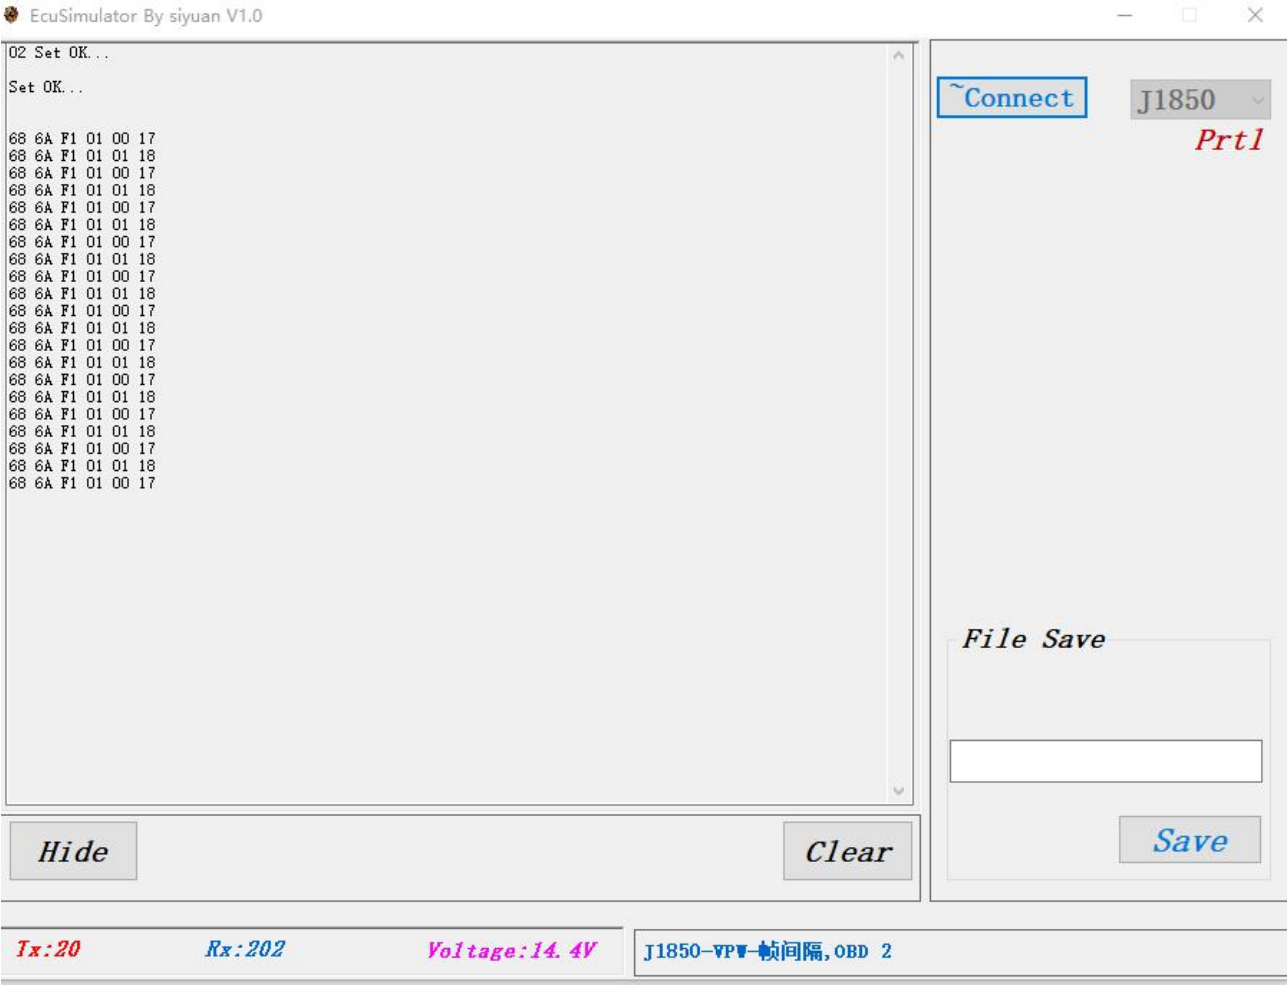 EcuSimulator By siyuan V1.0
02 Set OK...
Set OK...
68 6A F1 01 00 17
68 6A F1 01 01 18
68 6A F1 01 00 17
68 6A F1 01 01 18
68 6A F1 01 00 17
68 6A F1 01 01 18
68 6A F1 01 00 17
68 6A F1 01 01 18
68 6A F1 01 00 17
68 6A F1 01 01 18
68 6A F1 01 00 17
68 6A F1 01 01 18
68 6A F1 01 00 17
68 6A F1 01 01 18
68 6A F1 01 00 17
68 6A F1 01 01 18
68 6A F1 01 00 17
68 6A F1 01 01 18
68 6A F1 01 00 17
68 6A F1 01 01 18
68 6A F1 01 00 17
~Connect
J1850
Prtl
File Save
Save
Hide
Clear
Tx:20
Rx:202
Voltage:14.4V
J1850-VPW-帧间隔,OBD 2